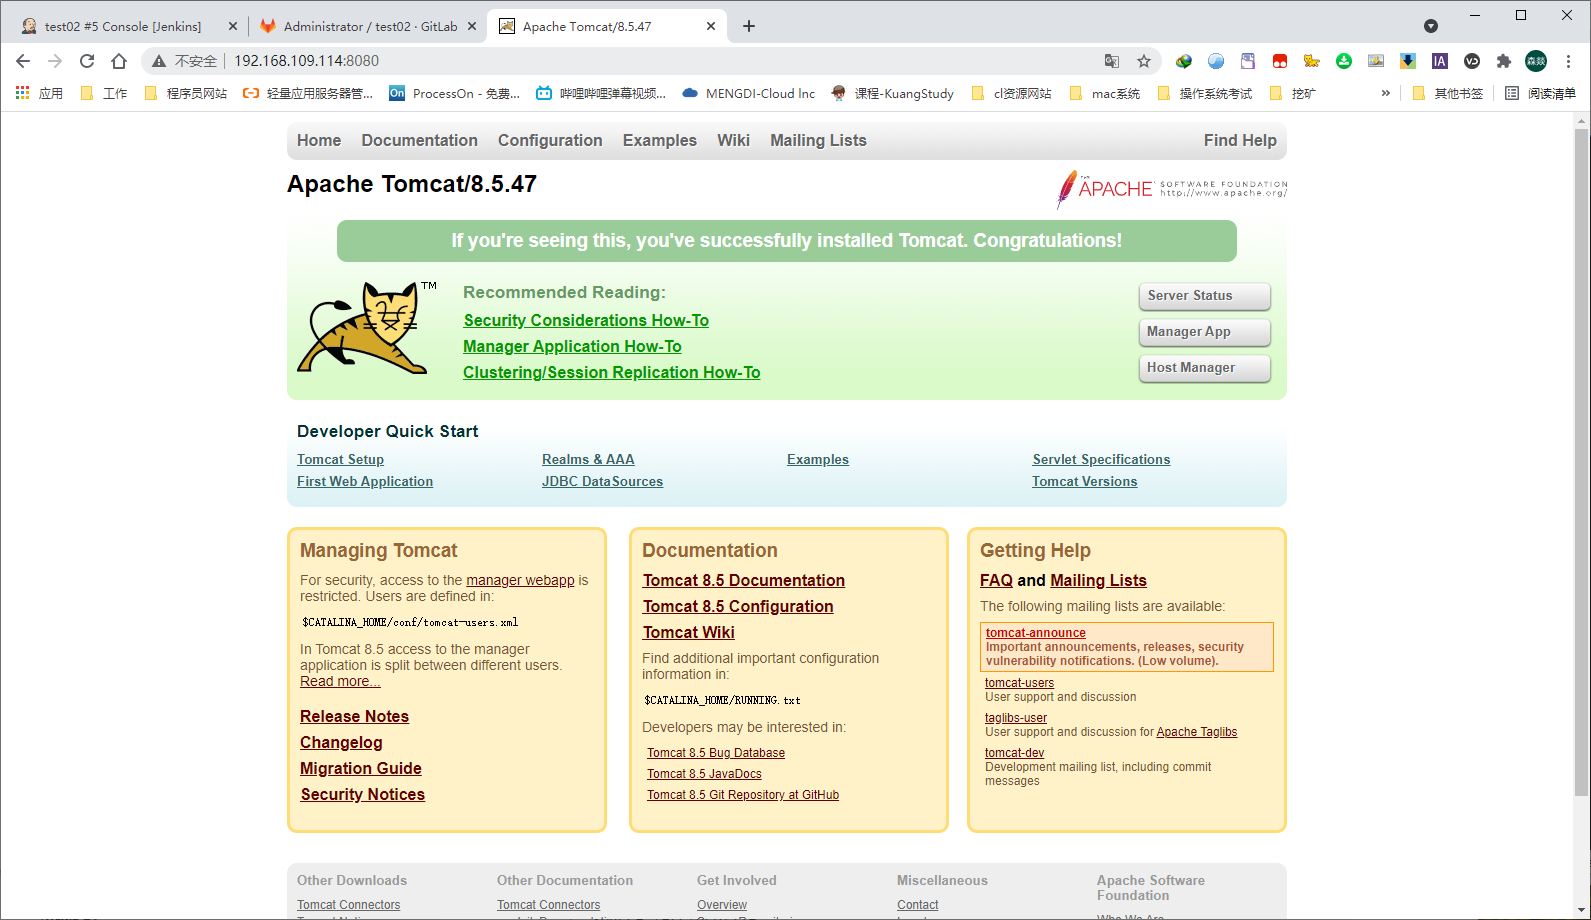 test02 #5 Console [Jenkins]
Administrator / test02 · GitLab
Apache Tomcat/8.5.47
不安全
192.168.109.114:8080
应用
工作
程序员网站
轻量应用服务器管...
ProcessOn - 免费...
哔哩哔哩弹幕视频...
MENGDI-Cloud Inc
课程-KuangStudy
cl资源网站
mac系统
操作系统考试
挖矿
»
其他书签
阅读清单
Home Documentation Configuration Examples Wiki Mailing Lists Find Help
Apache Tomcat/8.5.47
THE APACHE SOFTWARE FOUNDATION
http://www.apache.org/
If you're seeing this, you've successfully installed Tomcat. Congratulations!
TM
Recommended Reading:
Security Considerations How-To
Manager Application How-To
Clustering/Session Replication How-To
Server Status
Manager App
Host Manager
Developer Quick Start
Tomcat Setup
First Web Application
Realms & AAA
JDBC DataSources
Examples
Servlet Specifications
Tomcat Versions
Managing Tomcat
For security, access to the manager webapp is
restricted. Users are defined in:
$CATALINA_HOME/conf/tomcat-users.xml
In Tomcat 8.5 access to the manager
application is split between different users.
Read more...
Release Notes
Changelog
Migration Guide
Security Notices
Documentation
Tomcat 8.5 Documentation
Tomcat 8.5 Configuration
Tomcat Wiki
Find additional important configuration
information in:
$CATALINA_HOME/RUNNING.txt
Developers may be interested in:
Tomcat 8.5 Bug Database
Tomcat 8.5 JavaDocs
Tomcat 8.5 Git Repository at GitHub
Getting Help
FAQ and Mailing Lists
The following mailing lists are available:
tomcat-announce
Important announcements, releases, security
vulnerability notifications. (Low volume).
tomcat-users
User support and discussion
taglibs-user
User support and discussion for Apache Taglibs
tomcat-dev
Development mailing list, including commit
messages
Other Downloads
Tomcat Connectors
Other Documentation
Tomcat Connectors
Get Involved
Overview
Miscellaneous
Contact
Apache Software
Foundation
Who We Are